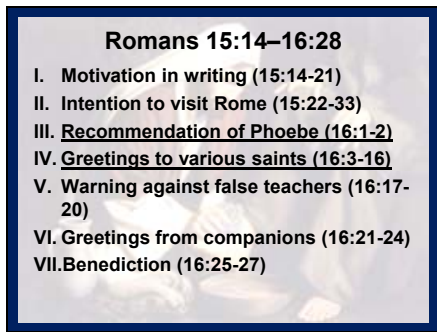 Romans 15:14–16:28
I. Motivation in writing (15:14-21)
II. Intention to visit Rome (15:22-33)
III. Recommendation of Phoebe (16:1-2)
IV. Greetings to various saints (16:3-16)
V. Warning against false teachers (16:17-
20)
VI. Greetings from companions (16:21-24)
VII.Benediction (16:25-27)